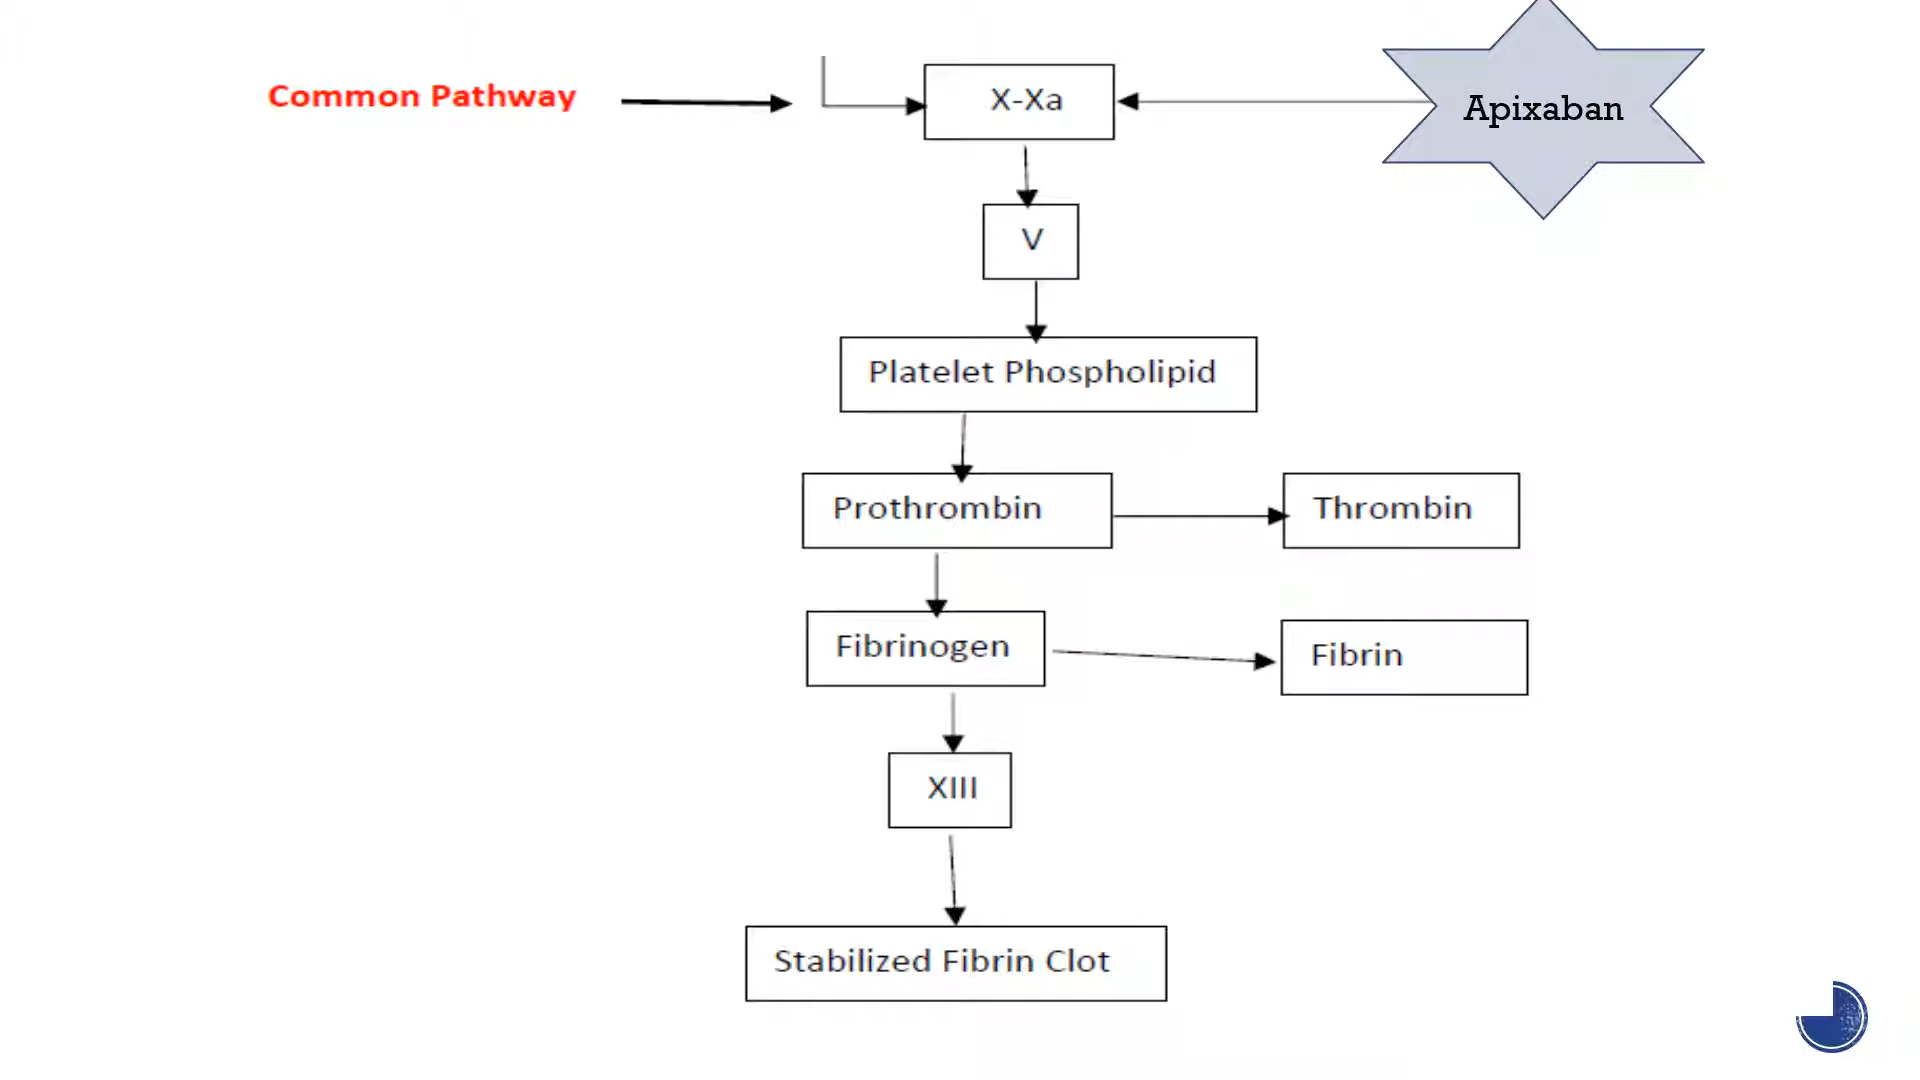 Common Pathway
X-Xa
Apixaban
V
Platelet Phospholipid
Prothrombin
Thrombin
Fibrinogen
Fibrin
XIII
Stabilized Fibrin Clot